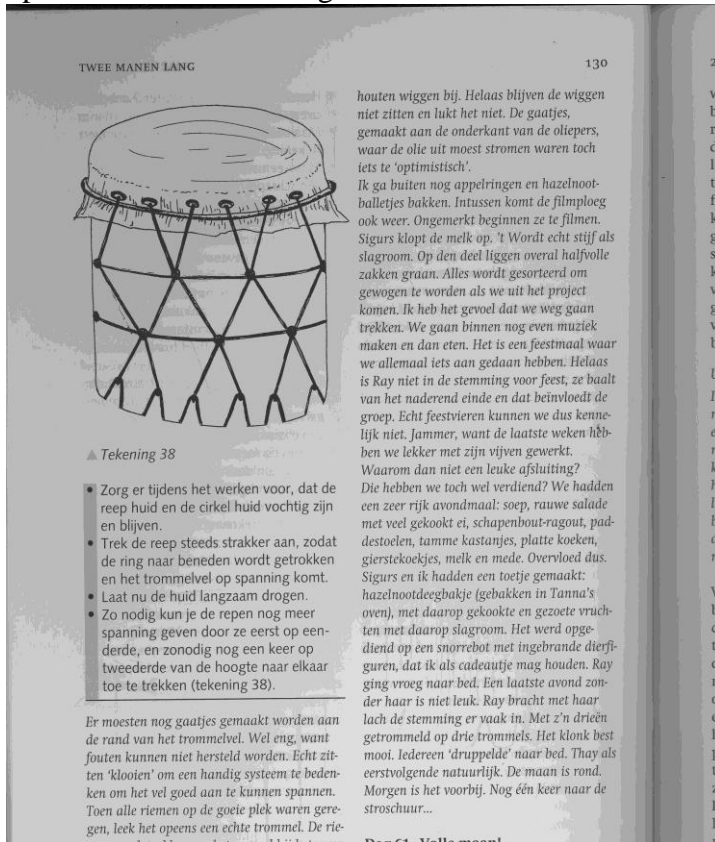 TWEE MANEN LANG
130
▲ Tekening 38
• Zorg er tijdens het werken voor, dat de
reep huid en de cirkel huid vochtig zijn
en blijven.
• Trek de reep steeds strakker aan, zodat
de ring naar beneden wordt getrokken
en het trommelvel op spanning komt.
• Laat nu de huid langzaam drogen.
• Zo nodig kun je de repen nog meer
spanning geven door ze eerst op een-
derde, en zonodig nog een keer op
tweederde van de hoogte naar elkaar
toe te trekken (tekening 38).
Er moesten nog gaatjes gemaakt worden aan
de rand van het trommelvel. Wel eng, want
fouten kunnen niet hersteld worden. Echt zit-
ten ‘klooien’ om een handig systeem te beden-
ken om het vel goed aan te kunnen spannen.
Toen alle riemen op de goeie plek waren gere-
gen, leek het opeens een echte trommel. De rie-
houten wiggen bij. Helaas blijven de wiggen
niet zitten en lukt het niet. De gaatjes,
gemaakt aan de onderkant van de oliepers,
waar de olie uit moest stromen waren toch
iets te ‘optimistisch’.
Ik ga buiten nog appelringen en hazelnoot-
balletjes bakken. Intussen komt de filmploeg
ook weer. Ongemerkt beginnen ze te filmen.
Sigurs klopt de melk op. ’t Wordt echt stijf als
slagroom. Op den deel liggen overal halfvolle
zakken graan. Alles wordt gesorteerd om
gewogen te worden als we uit het project
komen. Ik heb het gevoel dat we weg gaan
trekken. We gaan binnen nog even muziek
maken en dan eten. Het is een feestmaal waar
we allemaal iets aan gedaan hebben. Helaas
is Ray niet in de stemming voor feest, ze baalt
van het naderend einde en dat beïnvloedt de
groep. Echt feestvieren kunnen we dus kenne-
lijk niet. Jammer, want de laatste weken heb-
ben we lekker met zijn vijven gewerkt.
Waarom dan niet een leuke afsluiting?
Die hebben we toch wel verdiend? We hadden
een zeer rijk avondmaal: soep, rauwe salade
met veel gekookt ei, schapenbout-ragout, pad-
destoelen, tamme kastanjes, platte koeken,
gierstekoekjes, melk en mede. Overvloed dus.
Sigurs en ik hadden een toetje gemaakt:
hazelnootdeegbakje (gebakken in Tanna’s
oven), met daarop gekookte en gezoete vruch-
ten met daarop slagroom. Het werd opge-
diend op een snorrebot met ingebrande dierfi-
guren, dat ik als cadeautje mag houden. Ray
ging vroeg naar bed. Een laatste avond zon-
der haar is niet leuk. Ray bracht met haar
lach de stemming er vaak in. Met z’n drieën
getrommeld op drie trommels. Het klonk best
mooi. Iedereen ‘druppelde’ naar bed. Thay als
eerstvolgende natuurlijk. De maan is rond.
Morgen is het voorbij. Nog één keer naar de
stroschuur...